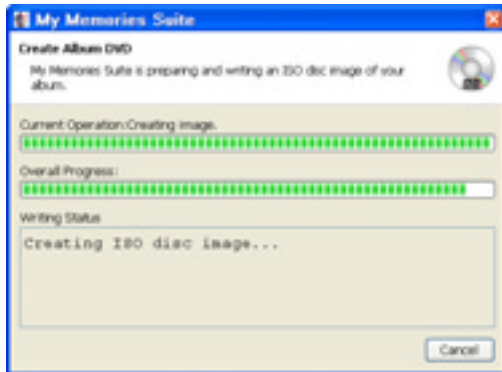 My Memories Suite
Create Album DVD
My Memories Suite is preparing and writing an ISO disc image of your
album.
Current Operation:Creating image.
Overall Progress:
Writing Status
Creating ISO disc image...
Cancel